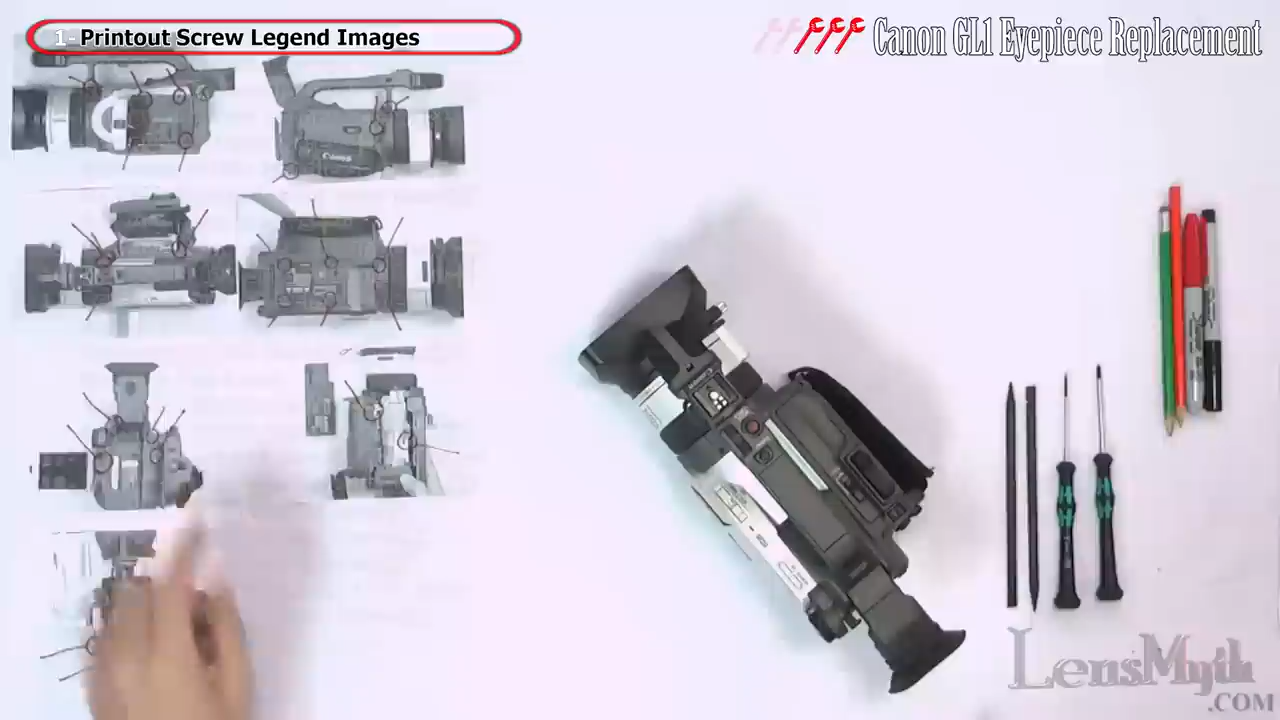 1- Printout Screw Legend Images
Canon GL1 Eyepiece Replacement
Canon
LensMyth
.COM